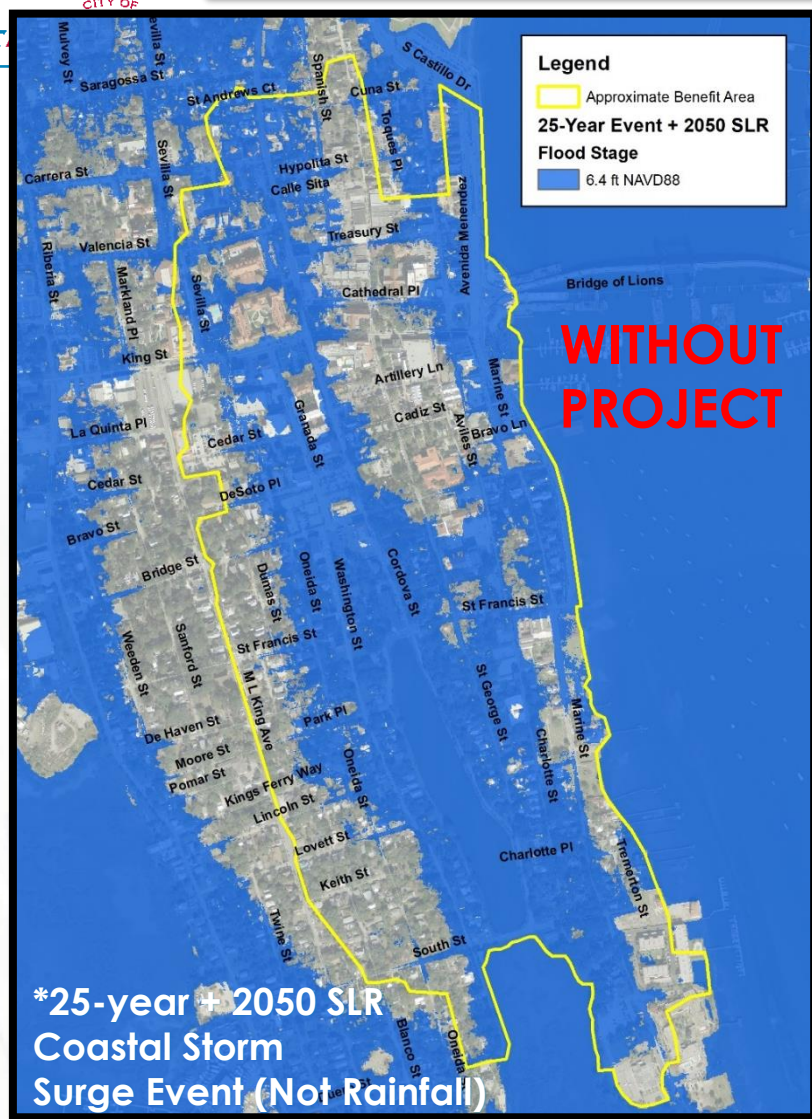 CITY OF
Mulvey St
Sevilla St
Saragossa St
St Andrews Ct
Spanish St
Cuna St
S Castillo Dr
Toques Pl
Legend
Approximate Benefit Area
25-Year Event + 2050 SLR
Flood Stage
6.4 ft NAVD88
Carrera St
Sevilla St
Hypolita St
Calle Sita
Valencia St
Treasury St
Avenida Menendez
Riberia St
Markland Pl
Sevilla St
Cathedral Pl
Bridge of Lions
WITHOUT
PROJECT
King St
Artillery Ln
Marine St
La Quinta Pl
Granada St
Cadiz St
Aviles St
Bravo Ln
Cedar St
Cedar St
DeSoto Pl
Bravo St
Bridge St
Dumas St
Oneida St
Washington St
Cordova St
St Francis St
Weeden St
Sanford St
St Francis St
M L King Ave
St George St
De Haven St
Park Pl
Marine St
Charlotte St
Moore St
Pomar St
Kings Ferry Way
Oneida St
Lincoln St
Lovett St
Charlotte Pl
Keith St
Tremerton St
Twine St
South St
*25-year + 2050 SLR
Coastal Storm
Surge Event (Not Rainfall)
Blanco St
Oneida